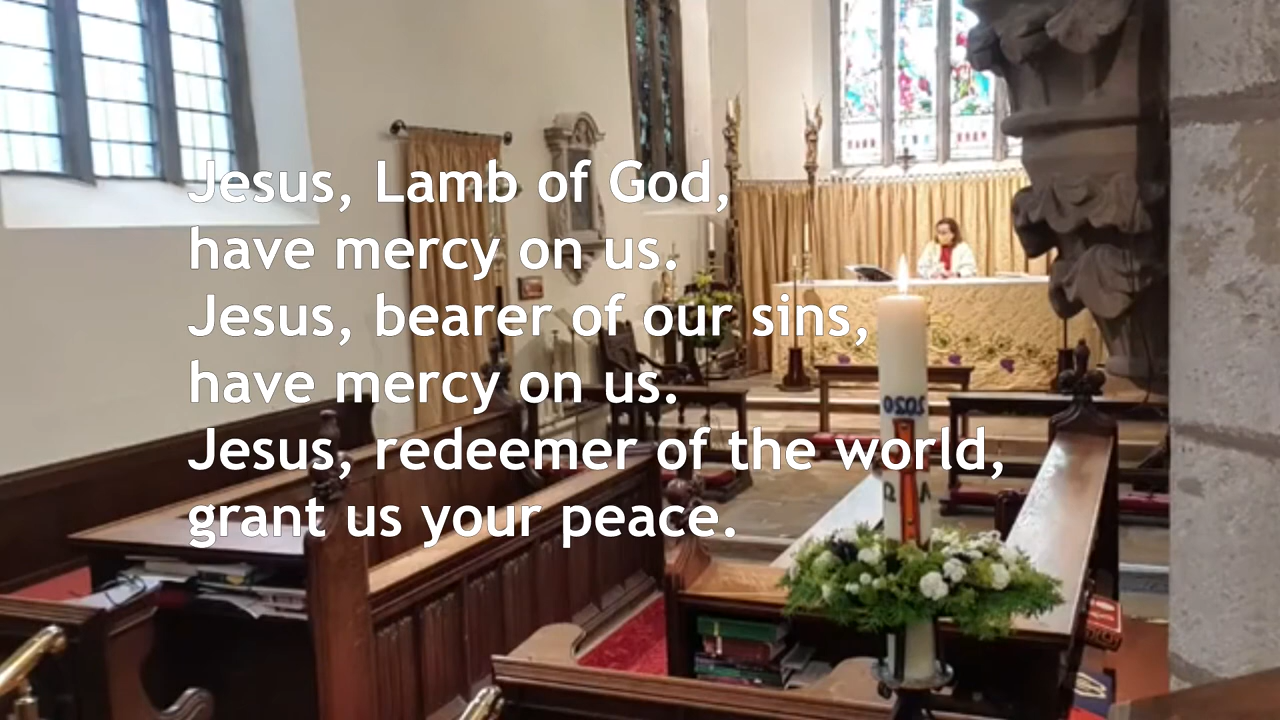 Jesus, Lamb of God,
have mercy on us.
Jesus, bearer of our sins,
have mercy on us.
Jesus, redeemer of the world,
grant us your peace.
2020
Α Ω